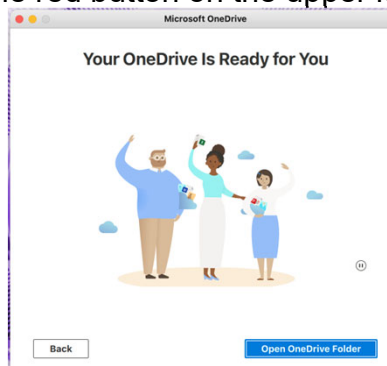 e red button on the upper
Microsoft OneDrive
Your OneDrive Is Ready for You
Back
Open OneDrive Folder